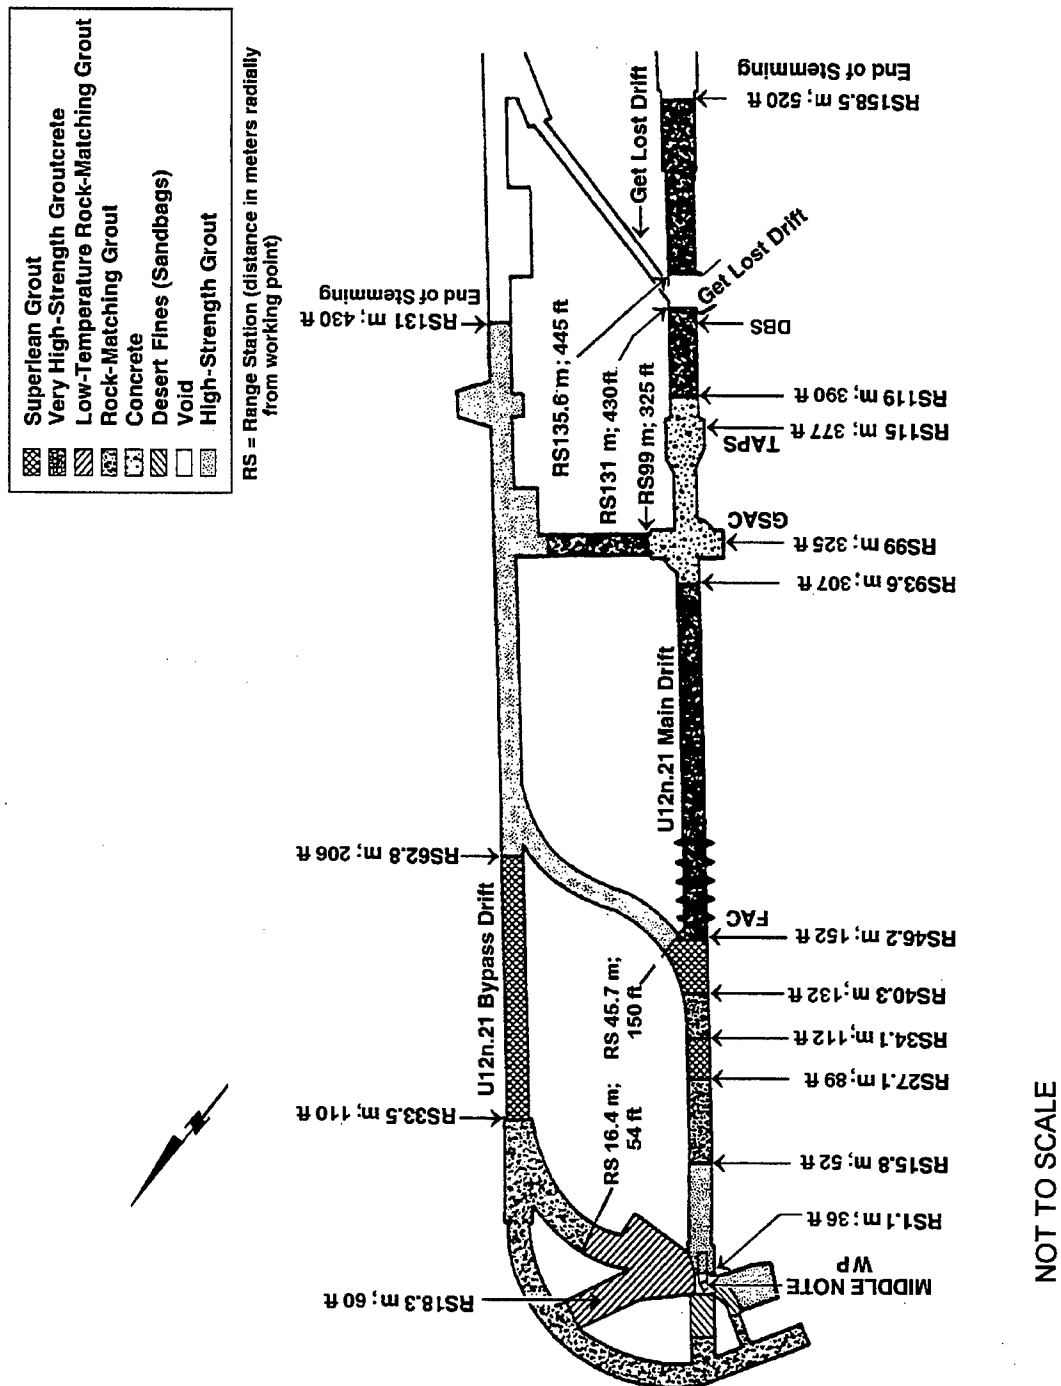 Superlean Grout
Very High-Strength Groutcrete
Low-Temperature Rock-Matching Grout
Rock-Matching Grout
Concrete
Desert Fines (Sandbags)
Void
High-Strength Grout
RS = Range Station (distance in meters radially
from working point)
End of Stemming
RS158.5 m; 520 ft
Get Lost Drift
Get Lost Drift
End of Stemming
RS131 m; 430 ft
RS135.6 m; 445 ft
RS131 m; 430 ft
RS99 m; 325 ft
DBS
RS119 m; 390 ft
RS115 m; 377 ft
TAPS
GSAC
RS99 m; 325 ft
RS93.6 m; 307 ft
U12n.21 Main Drift
RS62.8 m; 206 ft
U12n.21 Bypass Drift
FAC
RS46.2 m; 152 ft
RS 45.7 m;
150 ft
RS40.3 m; 132 ft
RS34.1 m; 112 ft
RS27.1 m; 89 ft
RS33.5 m; 110 ft
RS 16.4 m;
54 ft
RS15.8 m; 52 ft
RS1.1 m; 36 ft
WP
MIDDLE NOTE
RS18.3 m; 60 ft
NOT TO SCALE